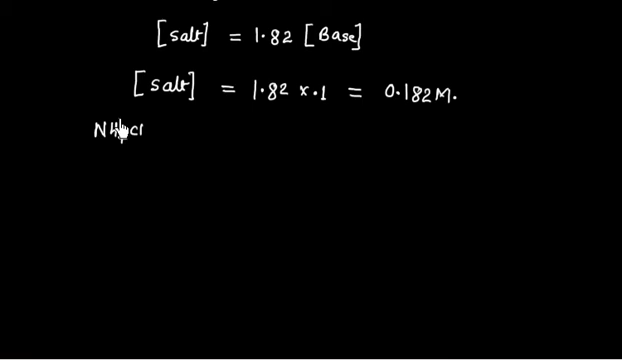 [salt] = 1.82 [Base]
[salt] = 1.82 x .1 = 0.182 M.